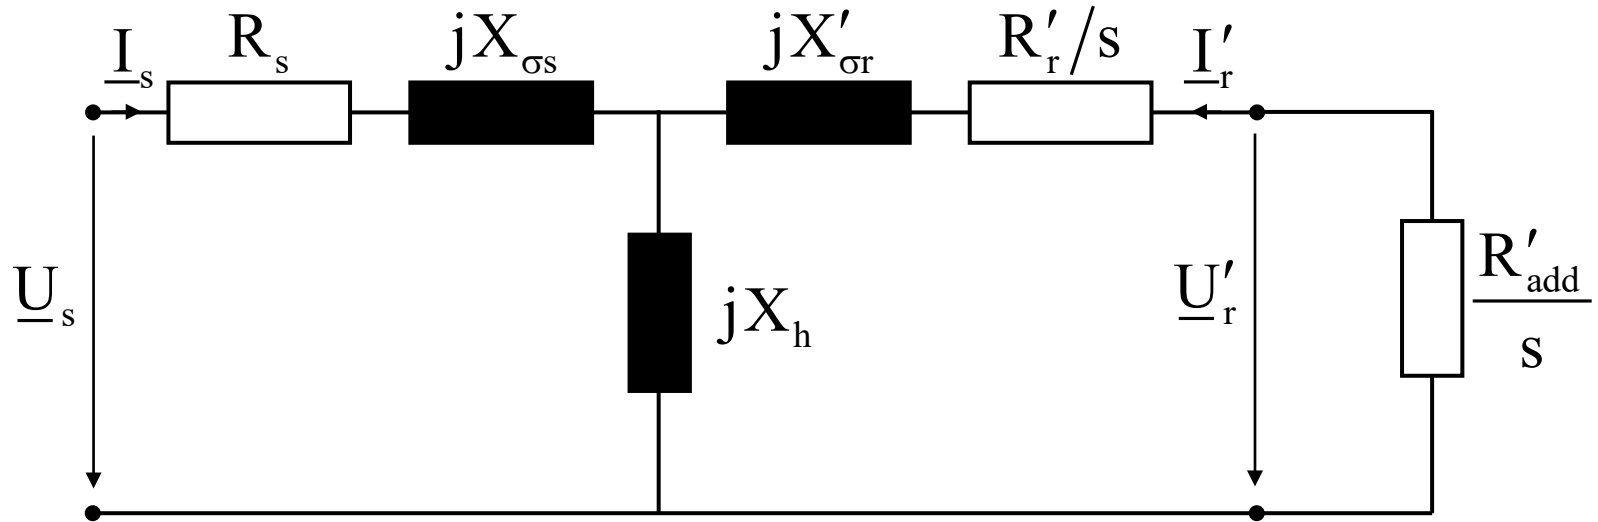 I_s
R_s
jX_σs
jX′_σr
R′_r/s
I′_r
U_s
jX_h
U′_r
R′_add
s